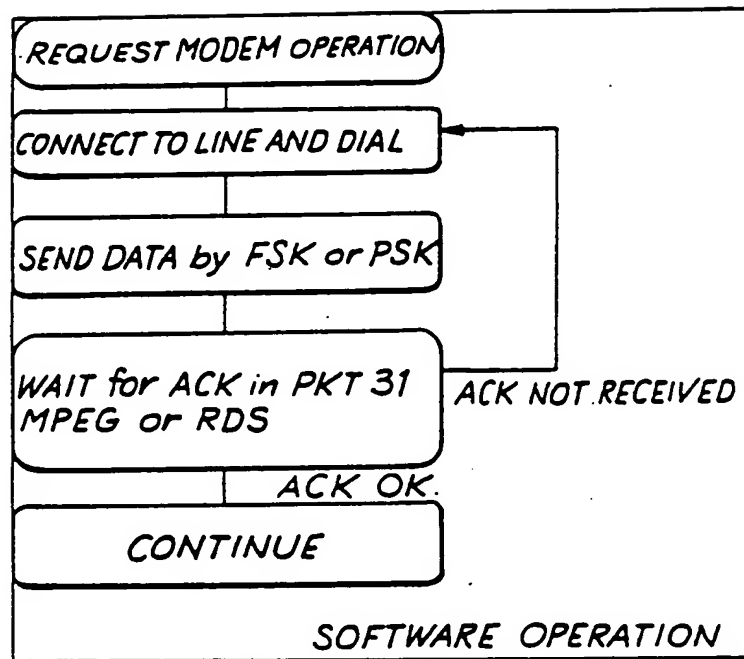 REQUEST MODEM OPERATION
CONNECT TO LINE AND DIAL
SEND DATA by FSK or PSK
WAIT for ACK in PKT 31
MPEG or RDS
ACK NOT RECEIVED
ACK OK.
CONTINUE
SOFTWARE OPERATION